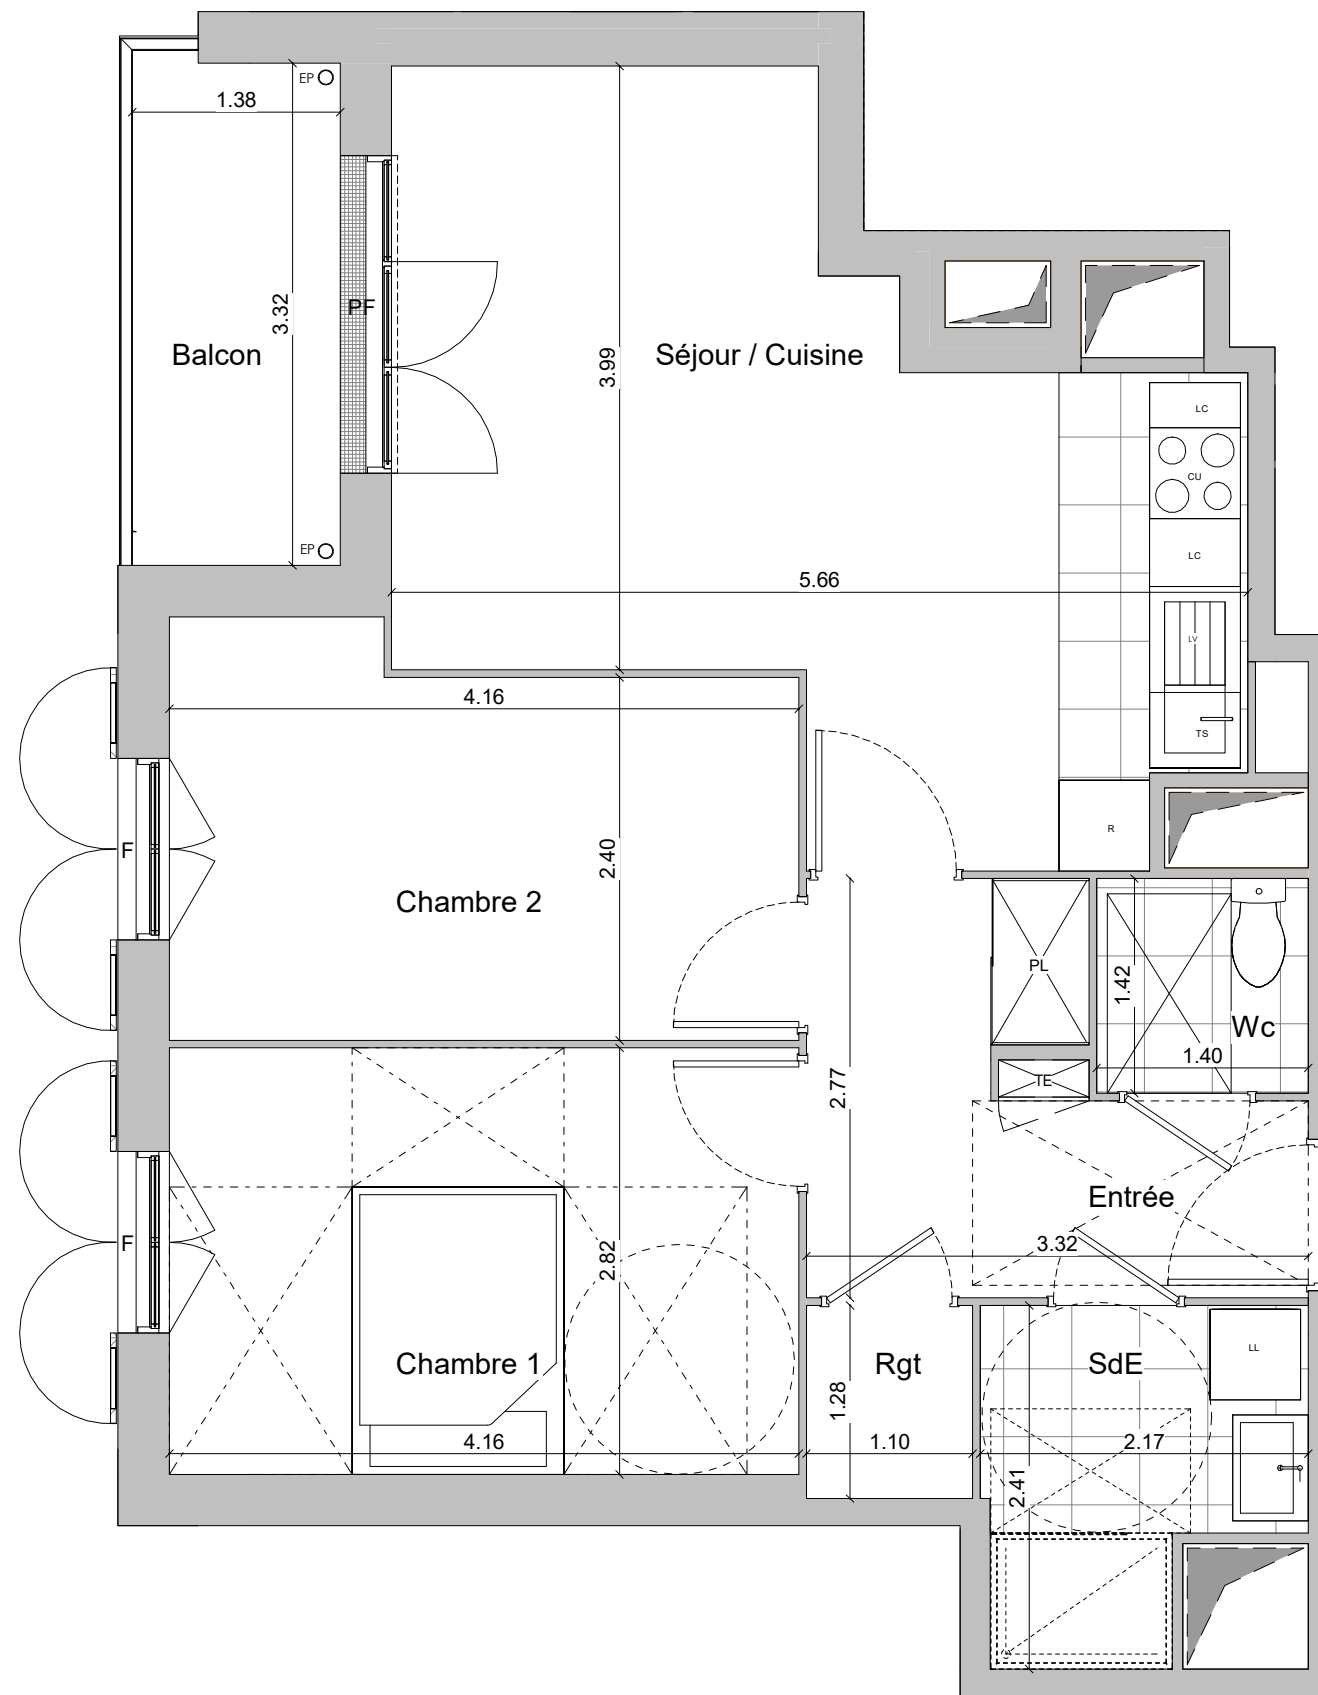 EP
1.38
3.32
PF
Balcon
3.99
Séjour / Cuisine
LC
CU
LC
EP
5.66
LV
4.16
TS
R
F
2.40
Chambre 2
PL
1.42
Wc
1.40
TE
2.77
Entrée
F
2.82
3.32
Chambre 1
Rgt
SdE
LL
1.28
4.16
1.10
2.17
2.41